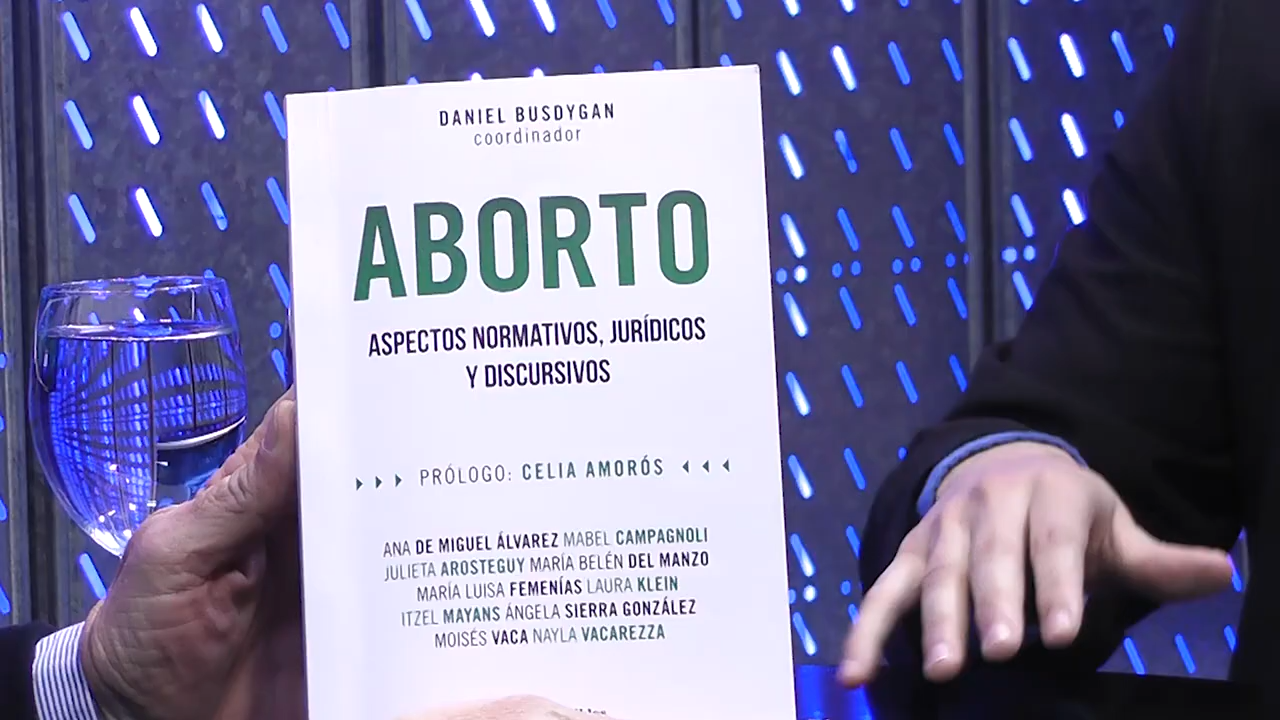 DANIEL BUSDYGAN
coordinador
ABORTO
ASPECTOS NORMATIVOS, JURÍDICOS
Y DISCURSIVOS
PRÓLOGO: CELIA AMORÓS
ANA DE MIGUEL ÁLVAREZ MABEL CAMPAGNOLI
JULIETA AROSTEGUY MARÍA BELÉN DEL MANZO
MARÍA LUISA FEMENÍAS LAURA KLEIN
ITZEL MAYANS ÁNGELA SIERRA GONZÁLEZ
MOISÉS VACA NAYLA VACAREZZA